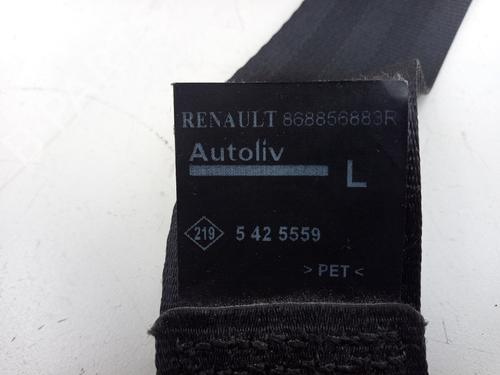 RENAULT 868856883R
Autoliv
L
219 5 42 5559
> PET <